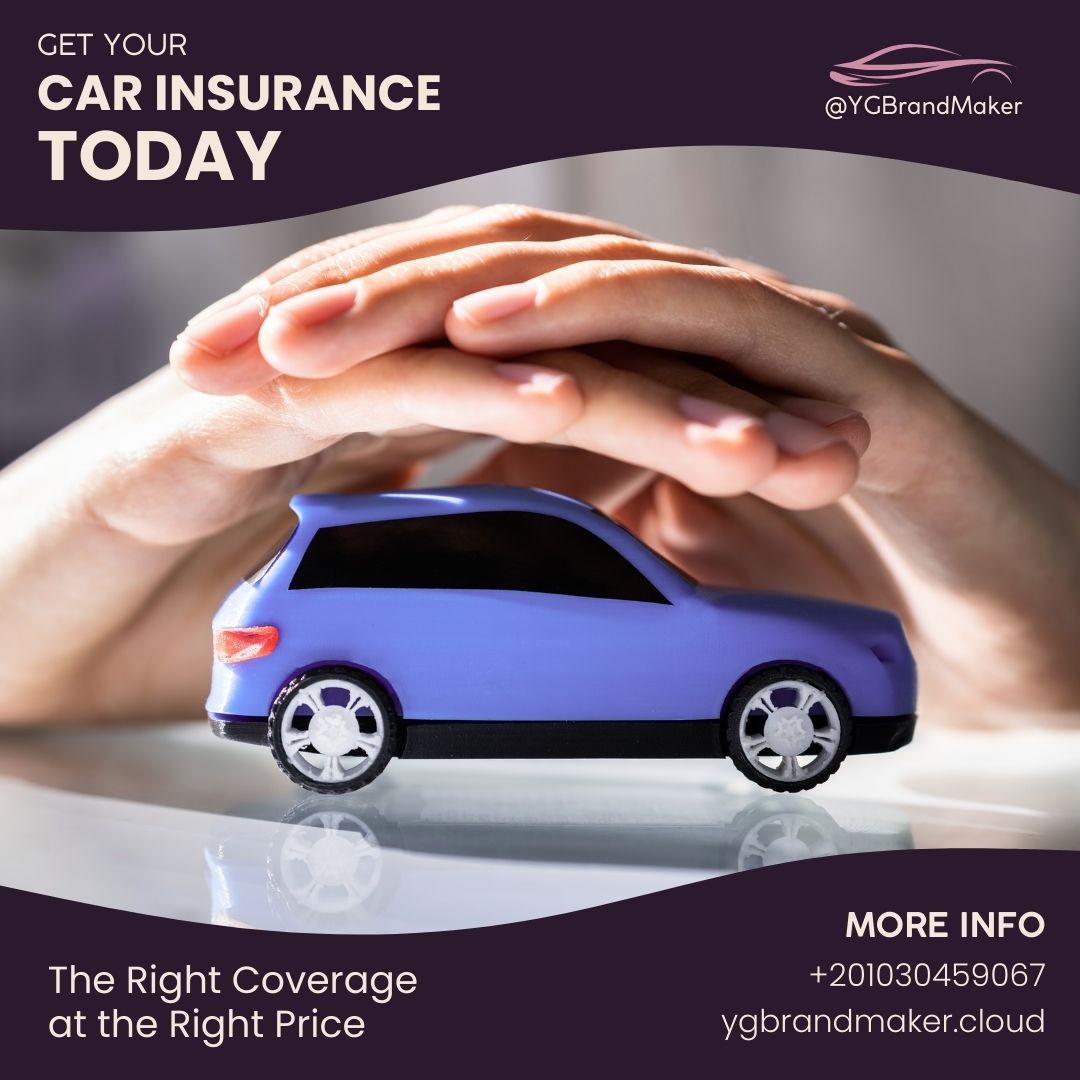 GET YOUR
CAR INSURANCE
TODAY
@YGBrandMaker
The Right Coverage
at the Right Price
MORE INFO
+201030459067
ygbrandmaker.cloud